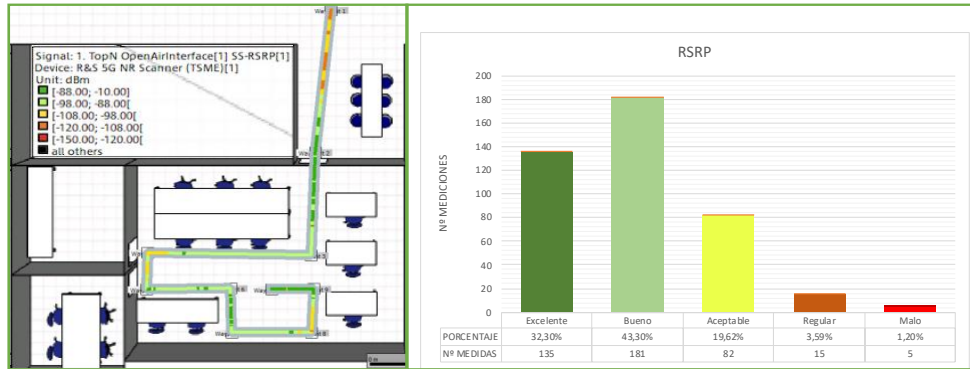 Signal: 1. TopN OpenAirInterface[1] SS-RSRP[1]
Device: R&S 5G NR Scanner (TSME)[1]
Unit: dBm
[-88.00; -10.00]
[-98.00; -88.00[
[-108.00; -98.00[
[-120.00; -108.00[
[-150.00; -120.00[
all others
RSRP
Nº MEDICIONES
200
180
160
140
120
100
80
60
40
20
0
Excelente Bueno Aceptable Regular Malo
PORCENTAJE 32,30% 43,30% 19,62% 3,59% 1,20%
Nº MEDIDAS 135 181 82 15 5